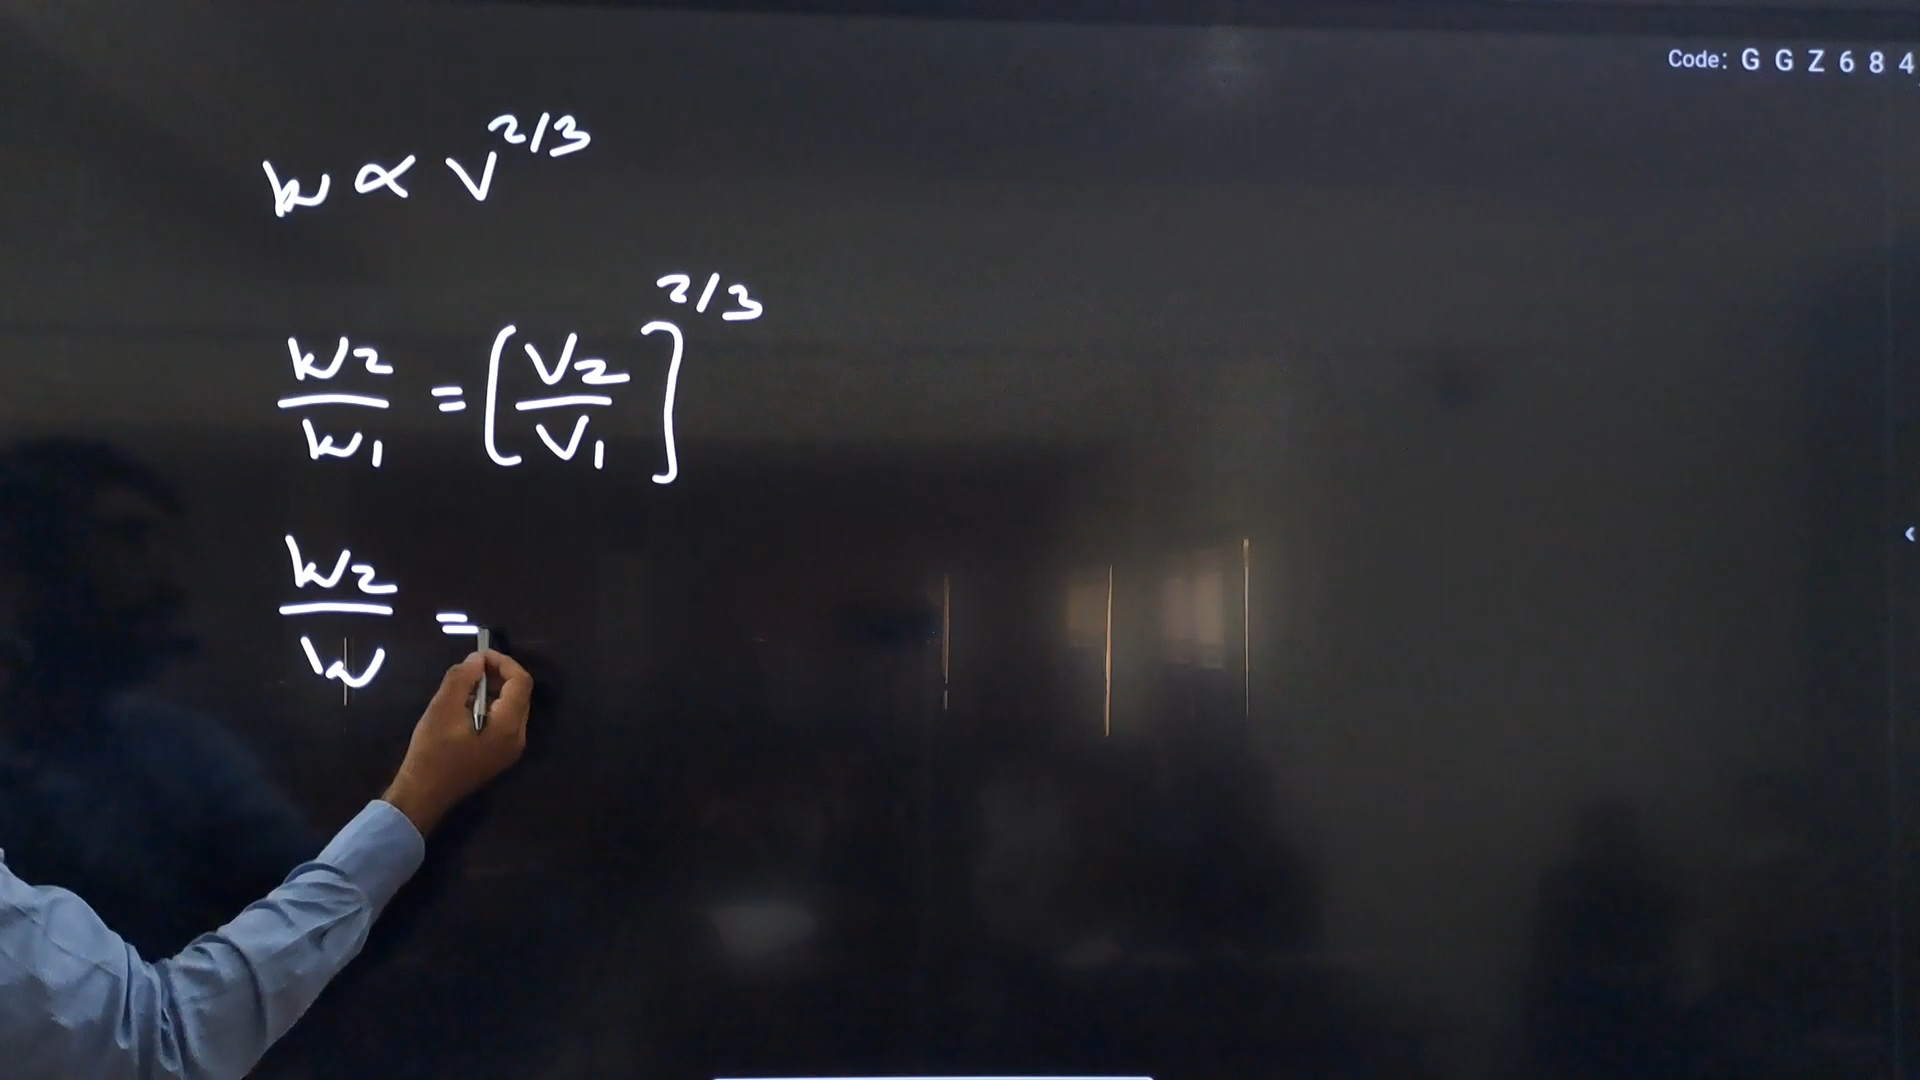 Code: G G Z 6 8 4
W ∝ V^2/3
W2/W1 = [V2/V1]^2/3
W2/W =